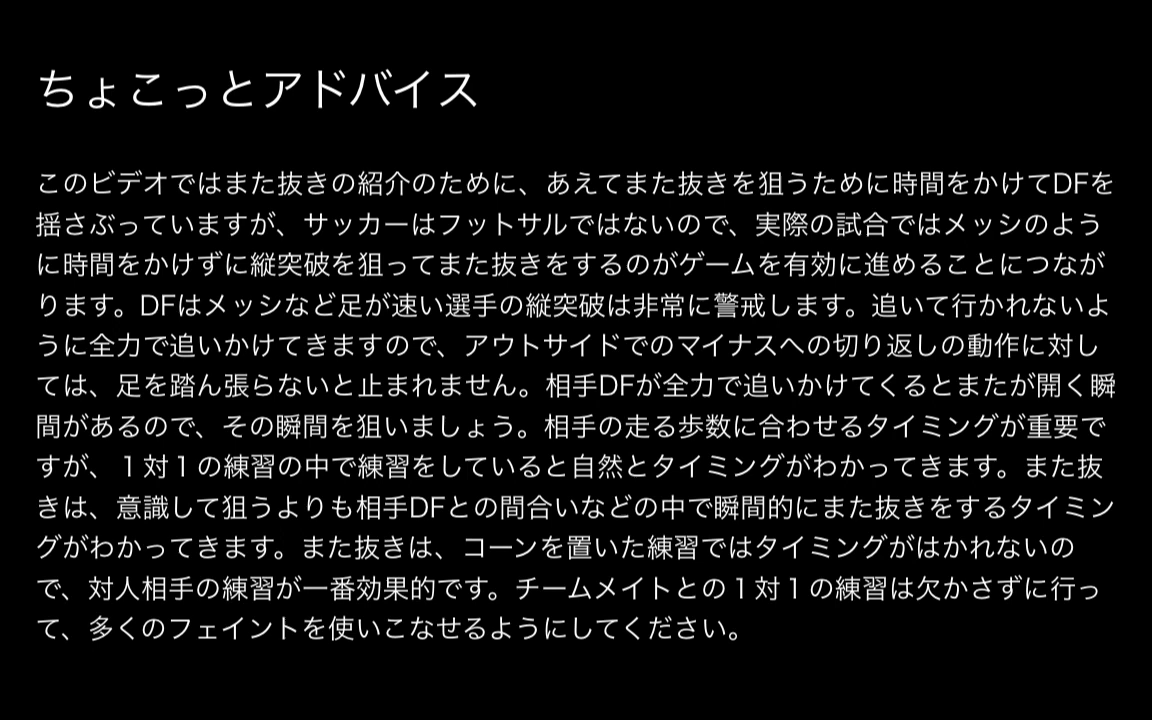 ちょこっとアドバイス
このビデオではまた抜きの紹介のために、あえてまた抜きを狙うために時間をかけてDFを
揺さぶっていますが、サッカーはフットサルではないので、実際の試合ではメッシのよう
に時間をかけずに縦突破を狙ってまた抜きをするのがゲームを有効に進めることにつなが
ります。DFはメッシなど足が速い選手の縦突破は非常に警戒します。追いて行かれないよ
うに全力で追いかけてきますので、アウトサイドでのマイナスへの切り返しの動作に対し
ては、足を踏ん張らないと止まれません。相手DFが全力で追いかけてくるとまたが開く瞬
間があるので、その瞬間を狙いましょう。相手の走る歩数に合わせるタイミングが重要で
すが、１対１の練習の中で練習をしていると自然とタイミングがわかってきます。また抜
きは、意識して狙うよりも相手DFとの間合いなどの中で瞬間的にまた抜きをするタイミン
グがわかってきます。また抜きは、コーンを置いた練習ではタイミングがはかれないの
で、対人相手の練習が一番効果的です。チームメイトとの１対１の練習は欠かさずに行っ
て、多くのフェイントを使いこなせるようにしてください。